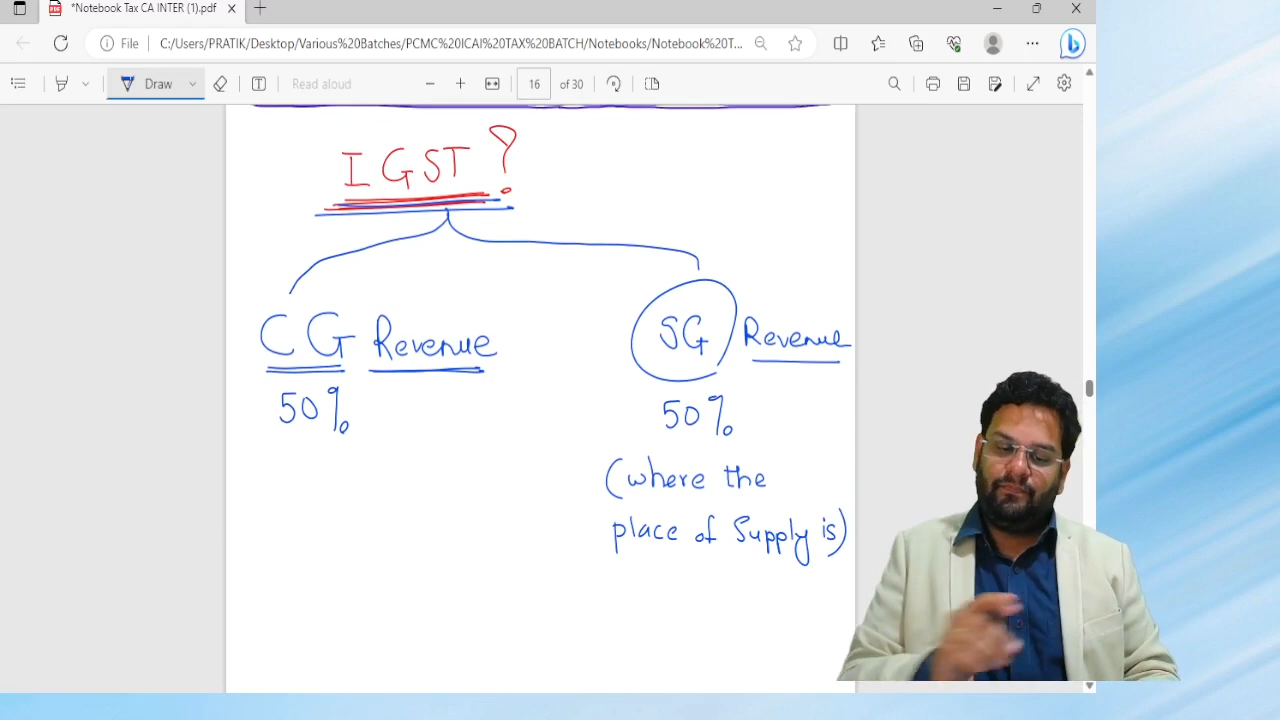 *Notebook Tax CA INTER (1).pdf
File
C:/Users/PRATIK/Desktop/Various%20Batches/PCMC%20ICAI%20TAX%20BATCH/Notebooks/Notebook%20T...
Draw
Read aloud
16 of 30
IGST?
CG Revenue
SG Revenue
50%
50%
(where the
place of Supply is)